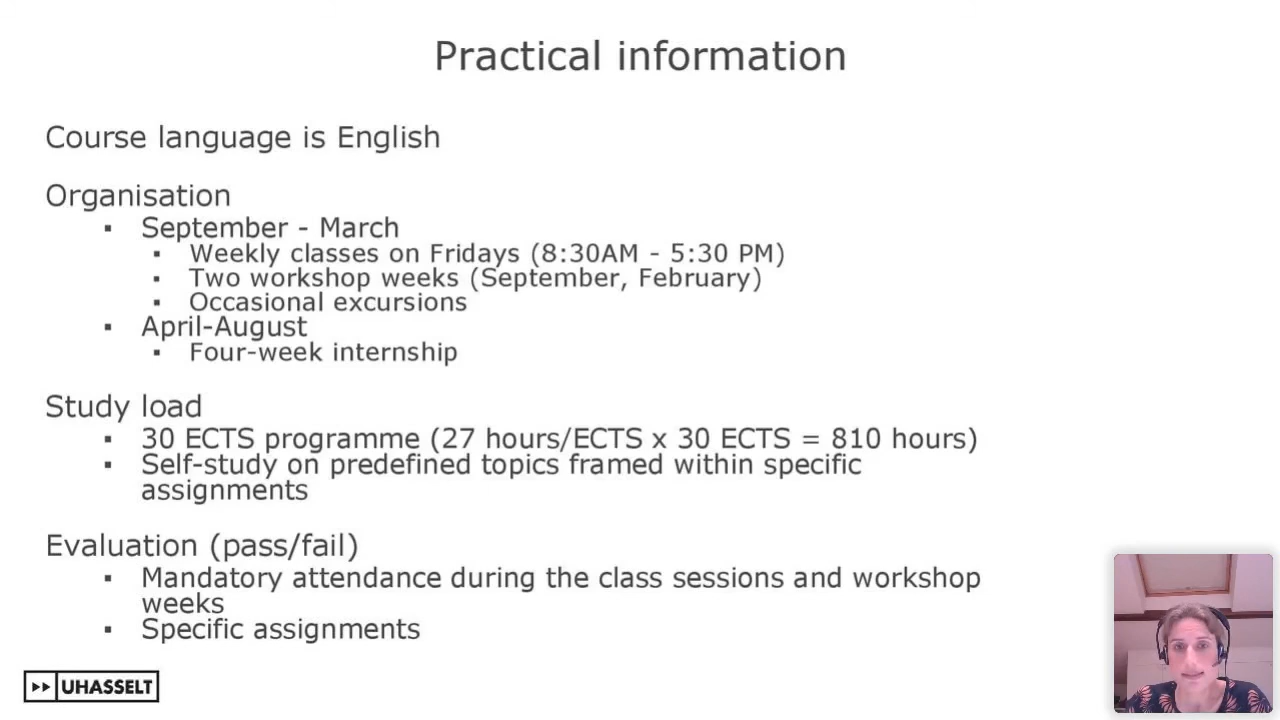 Practical information
Course language is English
Organisation
▪ September - March
▪ Weekly classes on Fridays (8:30AM - 5:30 PM)
▪ Two workshop weeks (September, February)
▪ Occasional excursions
▪ April-August
▪ Four-week internship
Study load
▪ 30 ECTS programme (27 hours/ECTS x 30 ECTS = 810 hours)
▪ Self-study on predefined topics framed within specific
assignments
Evaluation (pass/fail)
▪ Mandatory attendance during the class sessions and workshop
weeks
▪ Specific assignments
UHASSELT